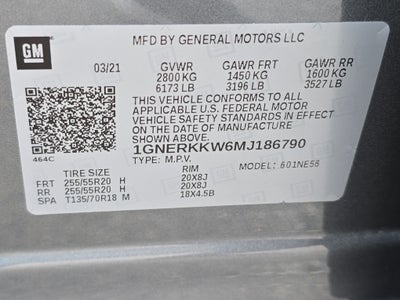 GM
MFD BY GENERAL MOTORS LLC
03/21 GVWR GAWR FRT GAWR RR
2800 KG 1450 KG 1600 KG
6173 LB 3196 LB 3527 LB
THIS VEHICLE CONFORMS TO ALL
APPLICABLE U.S. FEDERAL MOTOR
VEHICLE SAFETY STANDARDS IN EFFECT ON THE
DATE OF MANUFACTURE
SHOWN ABOVE.
464C
1GNERKKW6MJ186790
TYPE: M.P.V. MODEL: 601NE56
TIRE SIZE RIM
FRT 255/55R20 H 20X8J
RR 255/55R20 H 20X8J
SPA T135/70R18 M 18X4.5B